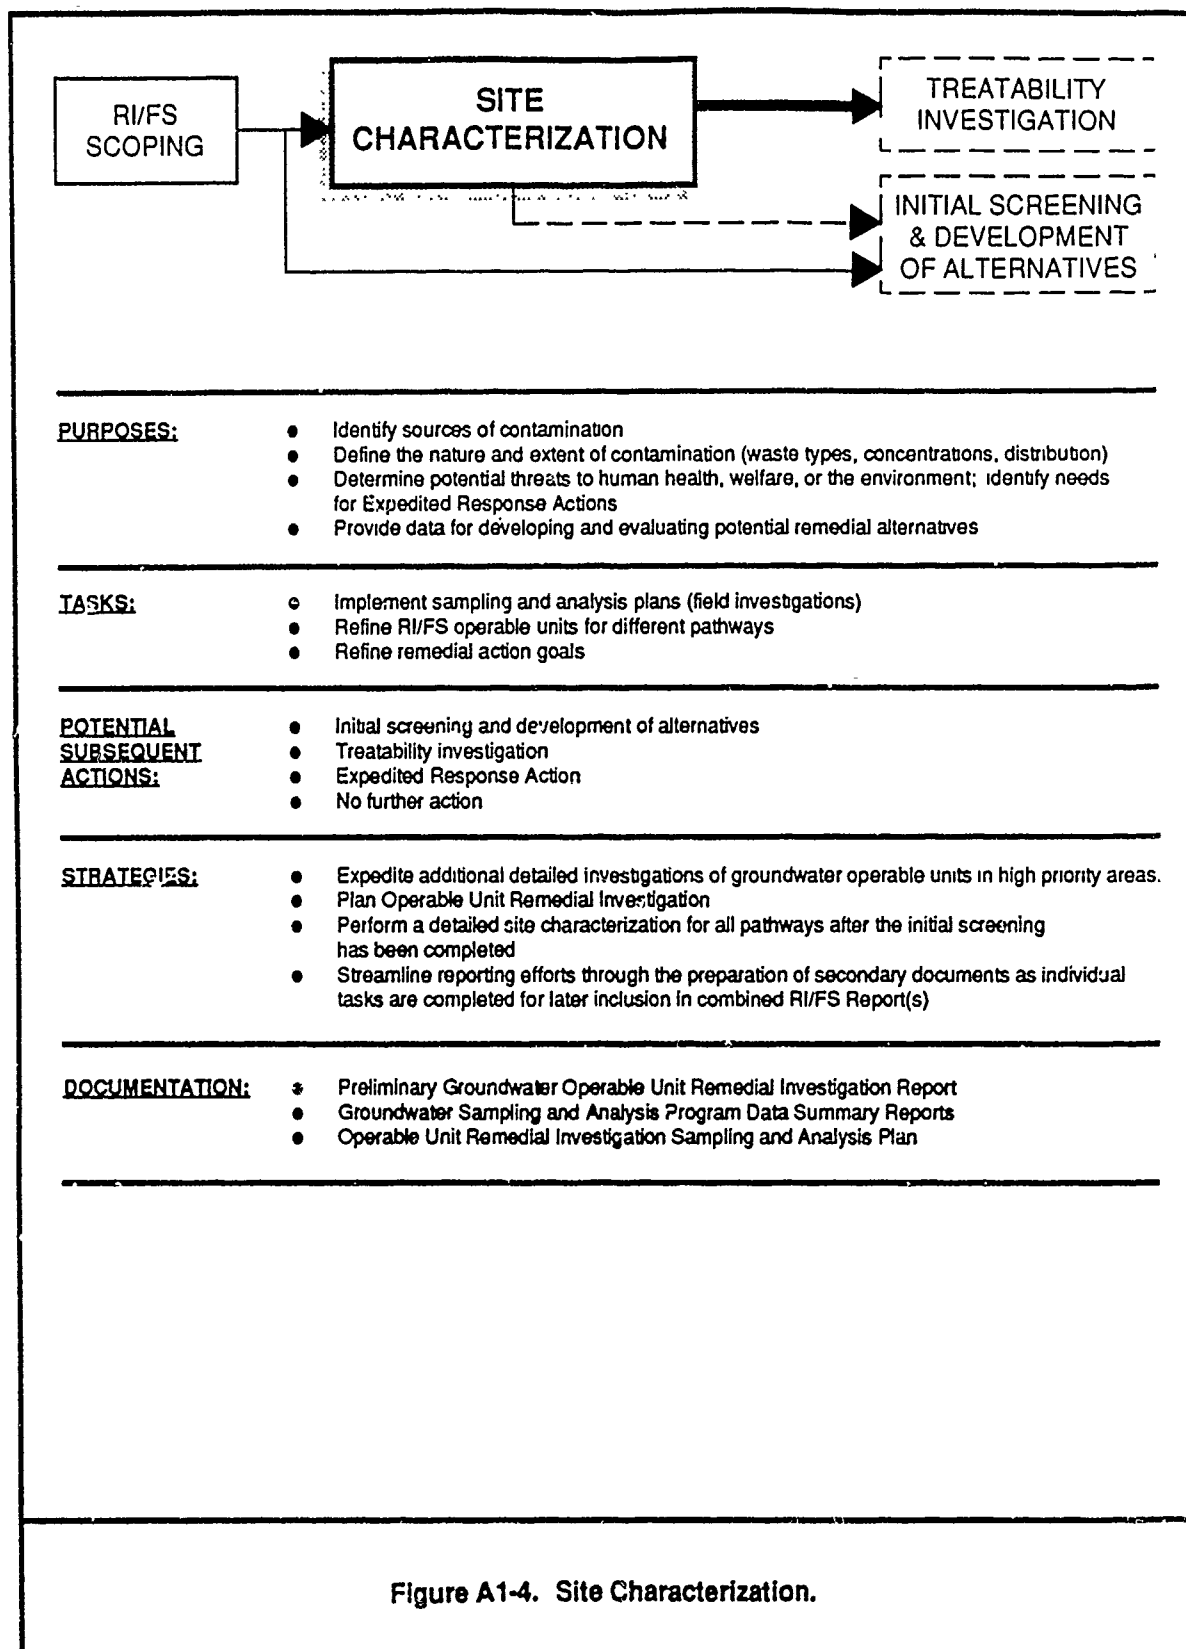 RI/FS
SCOPING
SITE
CHARACTERIZATION
TREATABILITY
INVESTIGATION
INITIAL SCREENING
& DEVELOPMENT
OF ALTERNATIVES
PURPOSES:
● Identify sources of contamination
● Define the nature and extent of contamination (waste types, concentrations, distribution)
● Determine potential threats to human health, welfare, or the environment; identify needs
for Expedited Response Actions
● Provide data for developing and evaluating potential remedial alternatives
TASKS:
● Implement sampling and analysis plans (field investigations)
● Refine RI/FS operable units for different pathways
● Refine remedial action goals
POTENTIAL
SUBSEQUENT
ACTIONS:
● Initial screening and development of alternatives
● Treatability investigation
● Expedited Response Action
● No further action
STRATEGIES:
● Expedite additional detailed investigations of groundwater operable units in high priority areas.
● Plan Operable Unit Remedial Investigation
● Perform a detailed site characterization for all pathways after the initial screening
has been completed
● Streamline reporting efforts through the preparation of secondary documents as individual
tasks are completed for later inclusion in combined RI/FS Report(s)
DOCUMENTATION:
● Preliminary Groundwater Operable Unit Remedial Investigation Report
● Groundwater Sampling and Analysis Program Data Summary Reports
● Operable Unit Remedial Investigation Sampling and Analysis Plan
Figure A1-4. Site Characterization.